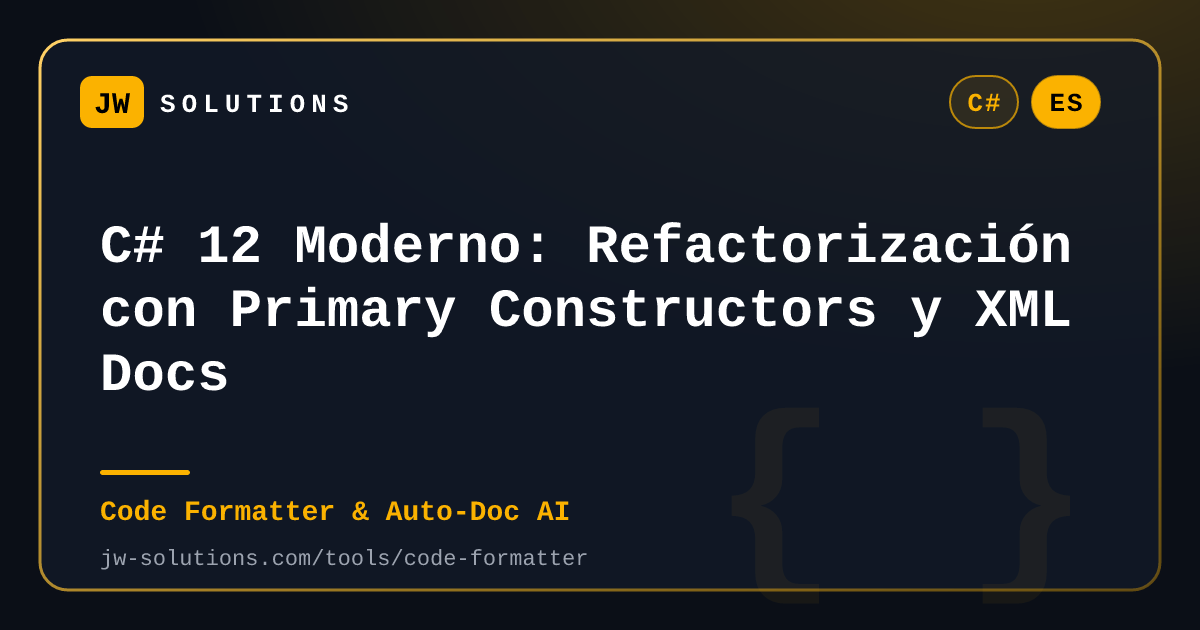 JW SOLUTIONS
C# ES
C# 12 Moderno: Refactorización
con Primary Constructors y XML
Docs
{ }
Code Formatter & Auto-Doc AI
jw-solutions.com/tools/code-formatter